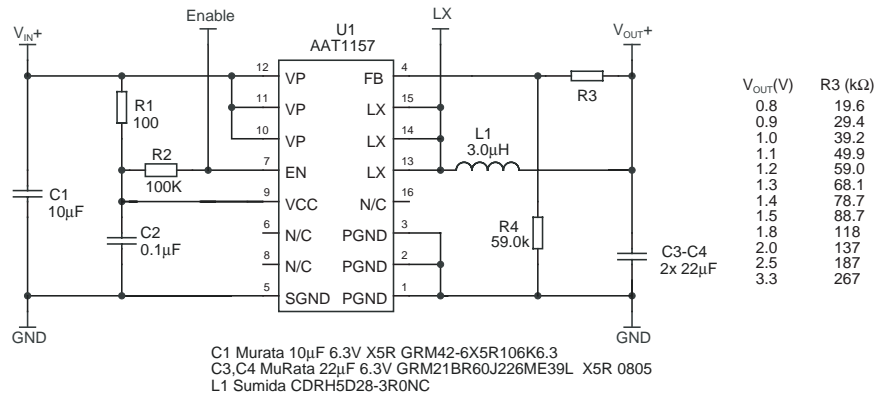 Enable
LX
V_IN+
U1
AAT1157
V_OUT+
12 VP
FB 4
R1
100
R3
11 VP
LX 15
10 VP
LX 14
L1
3.0µH
R2
100K
7 EN
LX 13
C1
10µF
9 VCC
N/C 16
C2
0.1µF
6 N/C
PGND 3
R4
59.0k
8 N/C
PGND 2
C3-C4
2x 22µF
5 SGND
PGND 1
GND
GND
V_OUT(V) R3 (kΩ)
0.8 19.6
0.9 29.4
1.0 39.2
1.1 49.9
1.2 59.0
1.3 68.1
1.4 78.7
1.5 88.7
1.8 118
2.0 137
2.5 187
3.3 267
C1 Murata 10µF 6.3V X5R GRM42-6X5R106K6.3
C3,C4 MuRata 22µF 6.3V GRM21BR60J226ME39L X5R 0805
L1 Sumida CDRH5D28-3R0NC